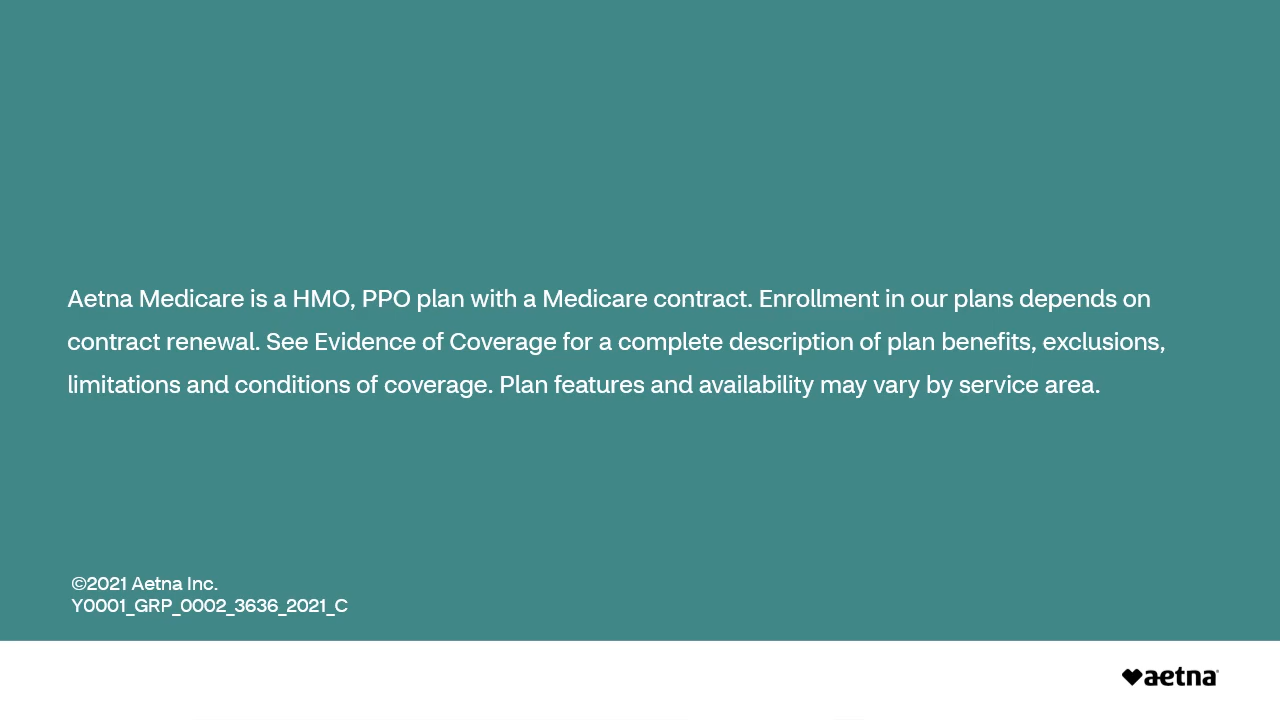 Aetna Medicare is a HMO, PPO plan with a Medicare contract. Enrollment in our plans depends on
contract renewal. See Evidence of Coverage for a complete description of plan benefits, exclusions,
limitations and conditions of coverage. Plan features and availability may vary by service area.
©2021 Aetna Inc.
Y0001_GRP_0002_3636_2021_C
aetna®